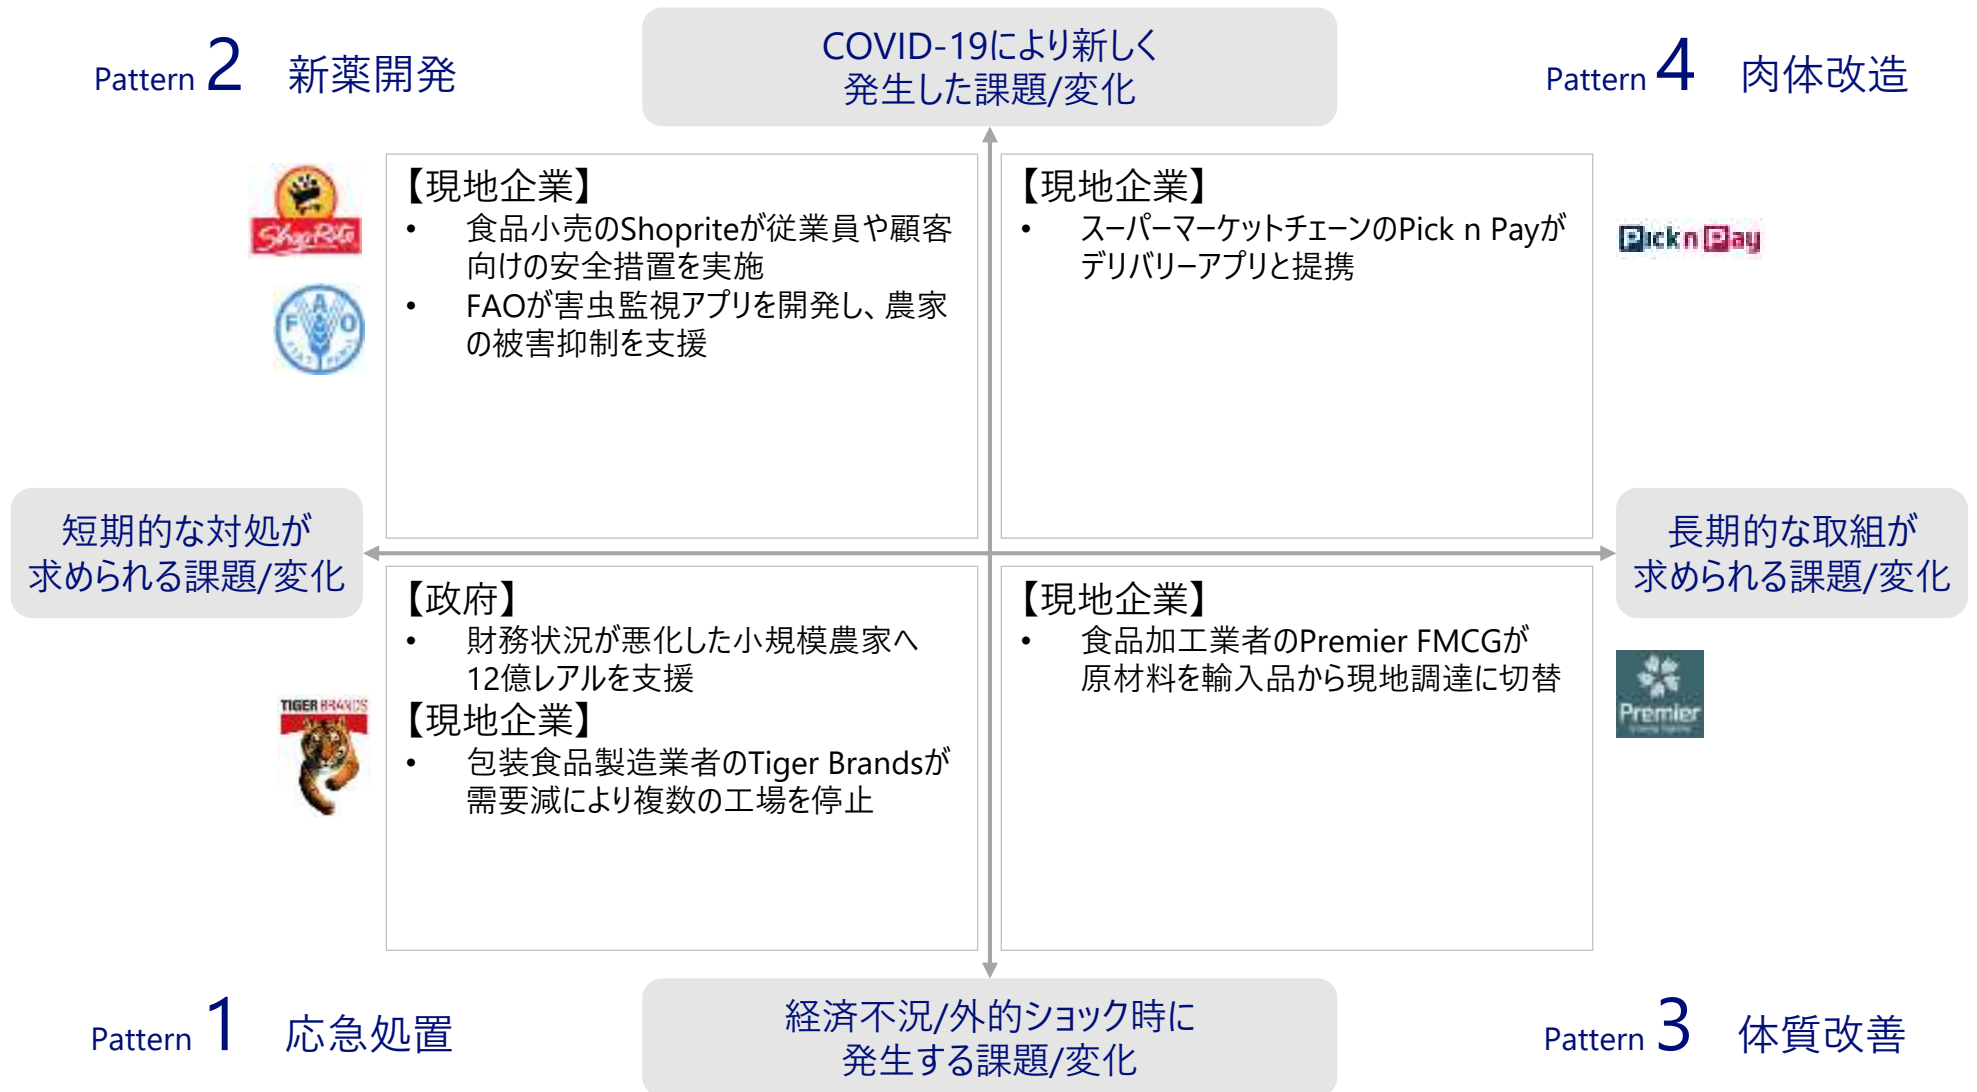 COVID-19により新しく
発生した課題/変化
Pattern 2 新薬開発
Pattern 4 肉体改造
ShopRite
FAO
【現地企業】
• 食品小売のShopriteが従業員や顧客
向けの安全措置を実施
• FAOが害虫監視アプリを開発し、農家
の被害抑制を支援
【現地企業】
• スーパーマーケットチェーンのPick n Payが
デリバリーアプリと提携
Pick n Pay
短期的な対処が
求められる課題/変化
長期的な取組が
求められる課題/変化
TIGER BRANDS
【政府】
• 財務状況が悪化した小規模農家へ
12億レアルを支援
【現地企業】
• 包装食品製造業者のTiger Brandsが
需要減により複数の工場を停止
【現地企業】
• 食品加工業者のPremier FMCGが
原材料を輸入品から現地調達に切替
Premier
Pattern 1 応急処置
Pattern 3 体質改善
経済不況/外的ショック時に
発生する課題/変化